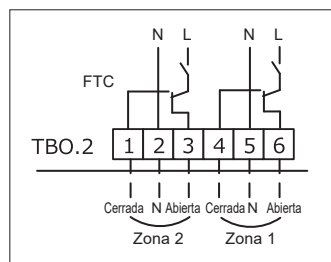 N L N L
FTC
TBO.2 1 2 3 4 5 6
Cerrada N Abierta Cerrada N Abierta
Zona 2 Zona 1